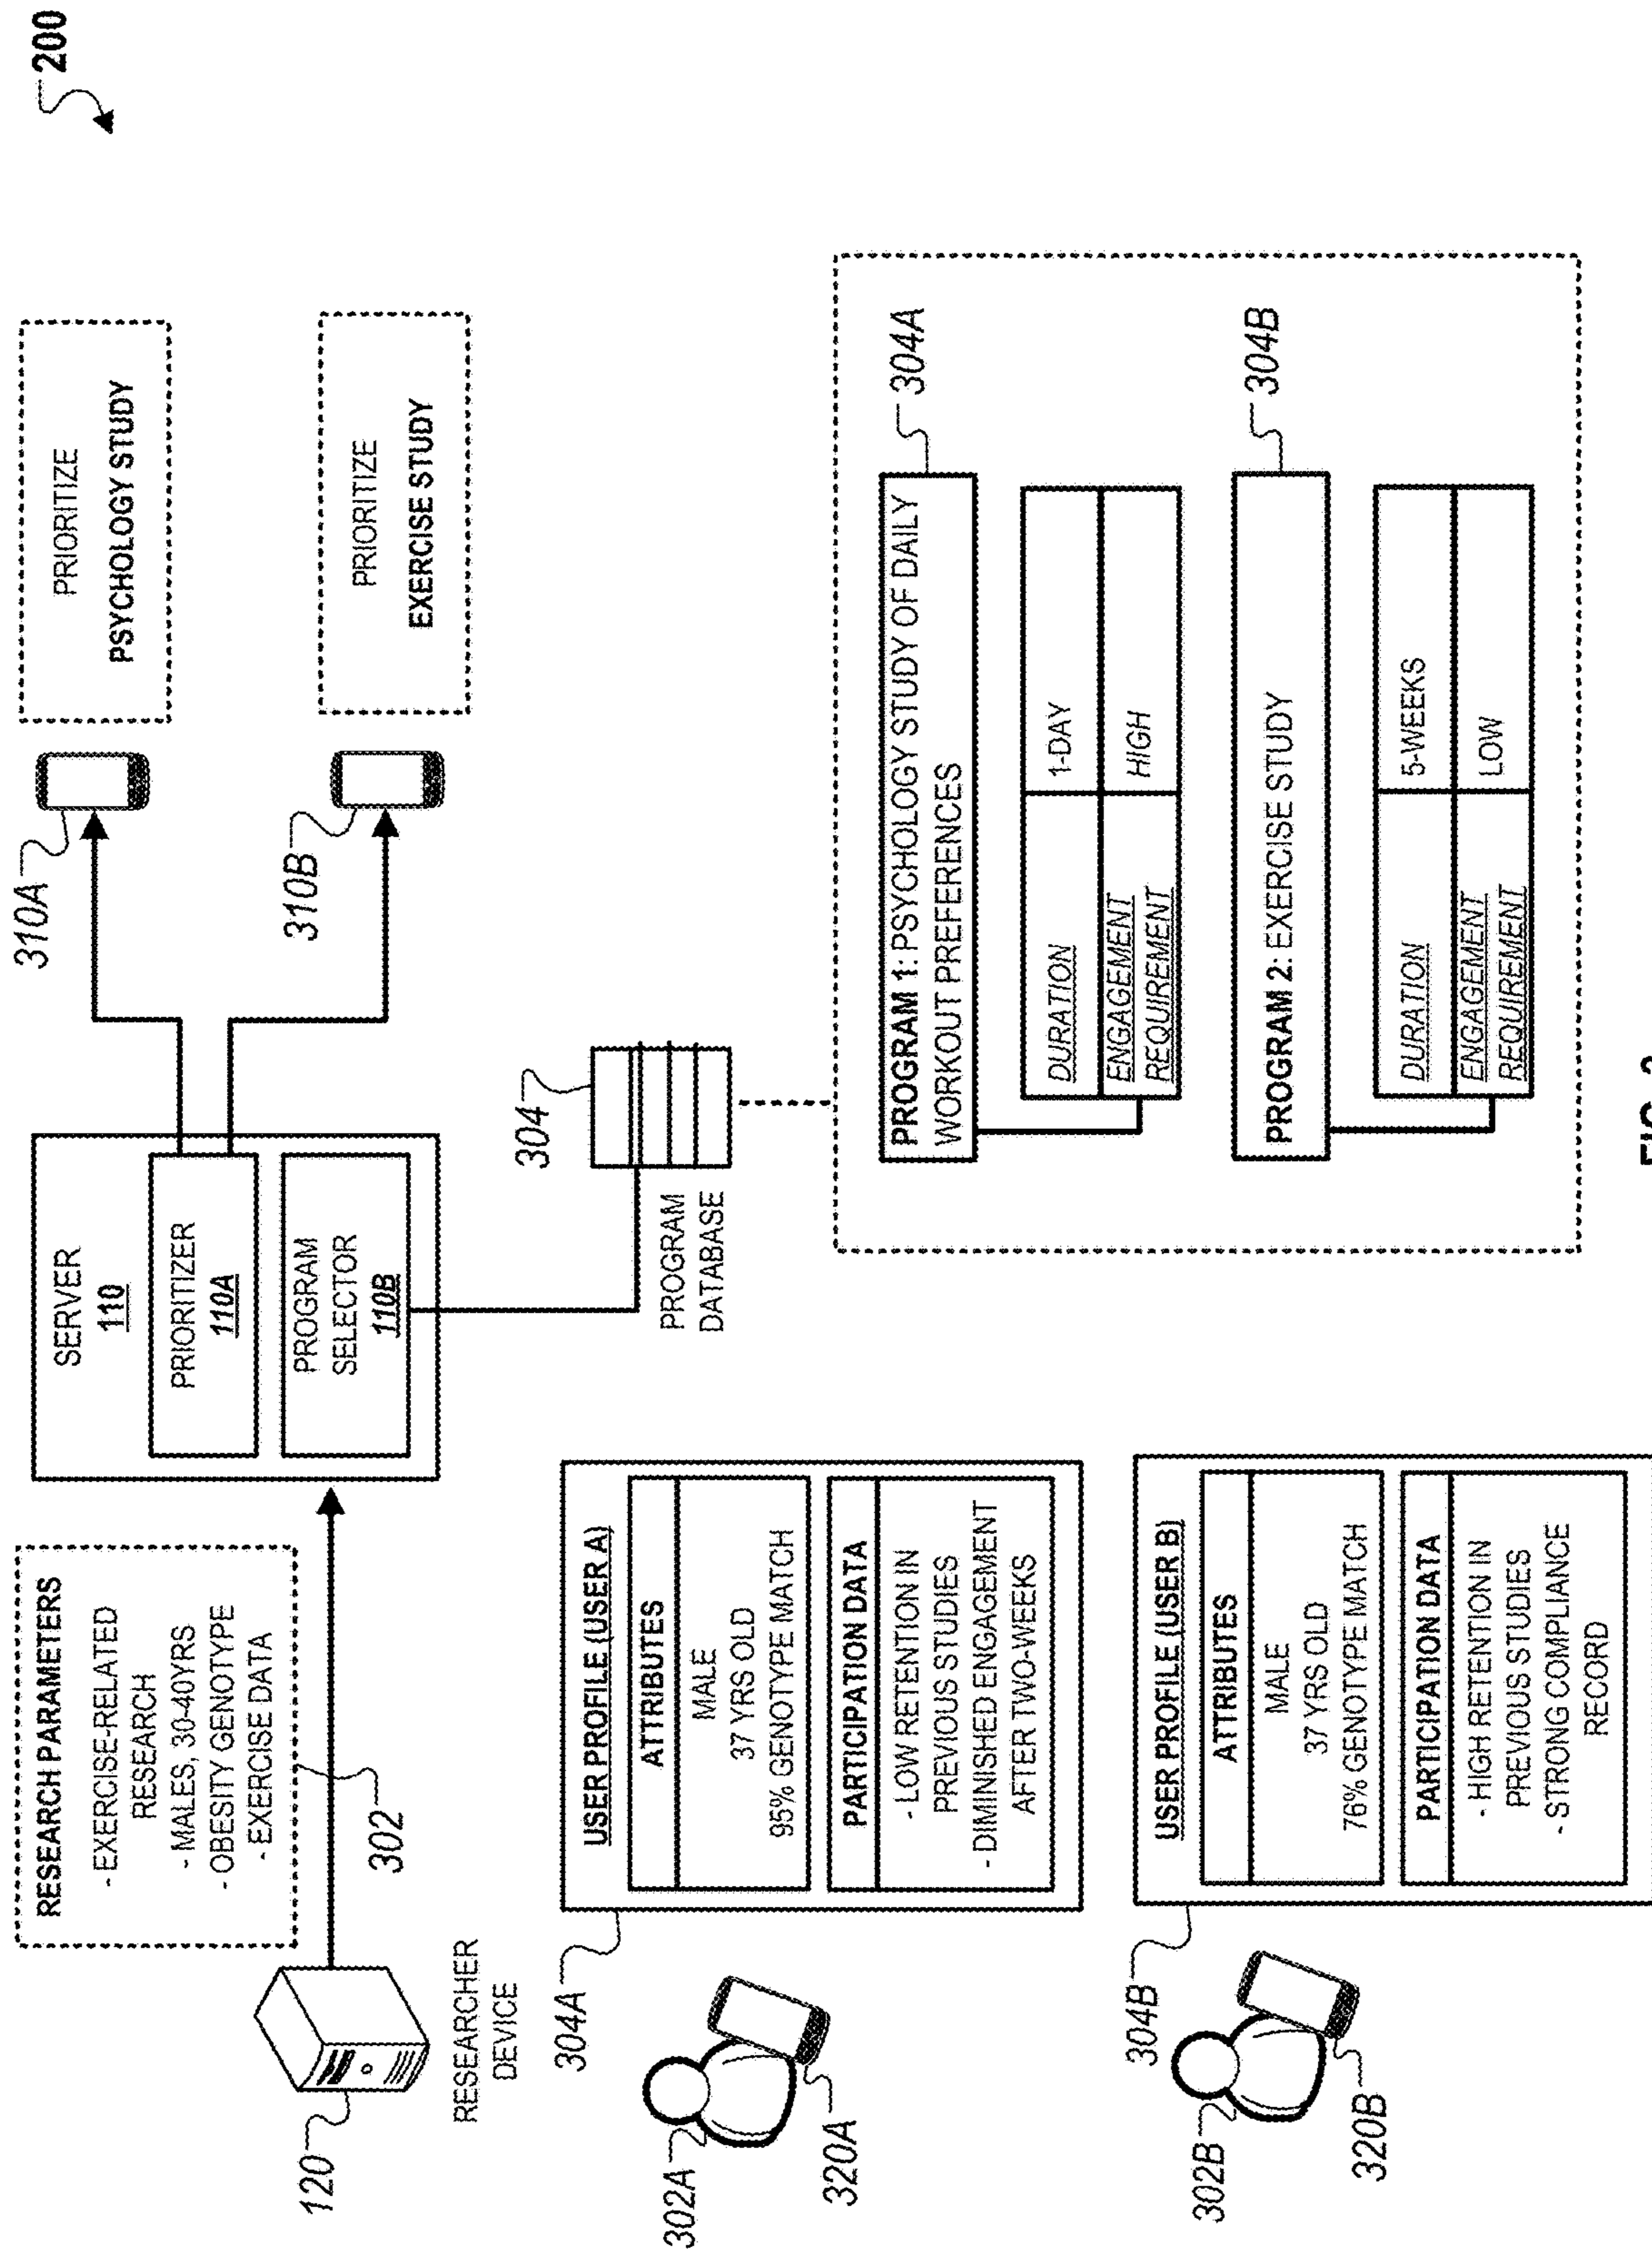 200
RESEARCH PARAMETERS
- EXERCISE-RELATED
RESEARCH
- MALES, 30-40YRS
- OBESITY GENOTYPE
- EXERCISE DATA
302
120
RESEARCHER
DEVICE
SERVER
110
PRIORITIZER
110A
PROGRAM
SELECTOR
110B
310A
PRIORITIZE
PSYCHOLOGY STUDY
310B
PRIORITIZE
EXERCISE STUDY
304
PROGRAM
DATABASE
302A
320A
304A
USER PROFILE (USER A)
ATTRIBUTES
MALE
37 YRS OLD
95% GENOTYPE MATCH
PARTICIPATION DATA
- LOW RETENTION IN
PREVIOUS STUDIES
- DIMINISHED ENGAGEMENT
AFTER TWO-WEEKS
302B
320B
304B
USER PROFILE (USER B)
ATTRIBUTES
MALE
37 YRS OLD
76% GENOTYPE MATCH
PARTICIPATION DATA
- HIGH RETENTION IN
PREVIOUS STUDIES
- STRONG COMPLIANCE
RECORD
PROGRAM 1: PSYCHOLOGY STUDY OF DAILY
WORKOUT PREFERENCES
304A
DURATION 1-DAY
ENGAGEMENT
REQUIREMENT HIGH
PROGRAM 2: EXERCISE STUDY
304B
DURATION 5-WEEKS
ENGAGEMENT
REQUIREMENT LOW